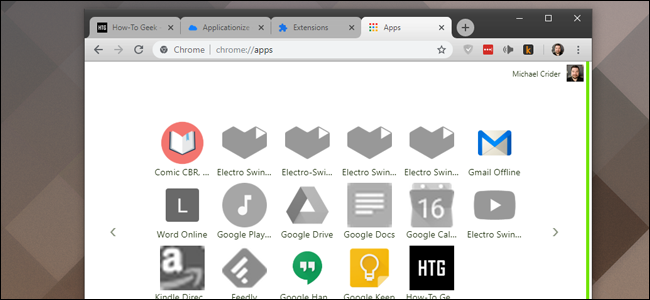 HTG How-To Geek Applicationize Extensions Apps
Chrome chrome://apps
Michael Crider
Comic CBR, ... Electro Swin... Electro-Swi... Electro Swin... Electro Swin... Gmail Offline
L 16
Word Online Google Play... Google Drive Google Docs Google Cal... Electro Swin...
a HTG
Kindle Direc... Feedly Google Han... Google Keep How-To Ge...